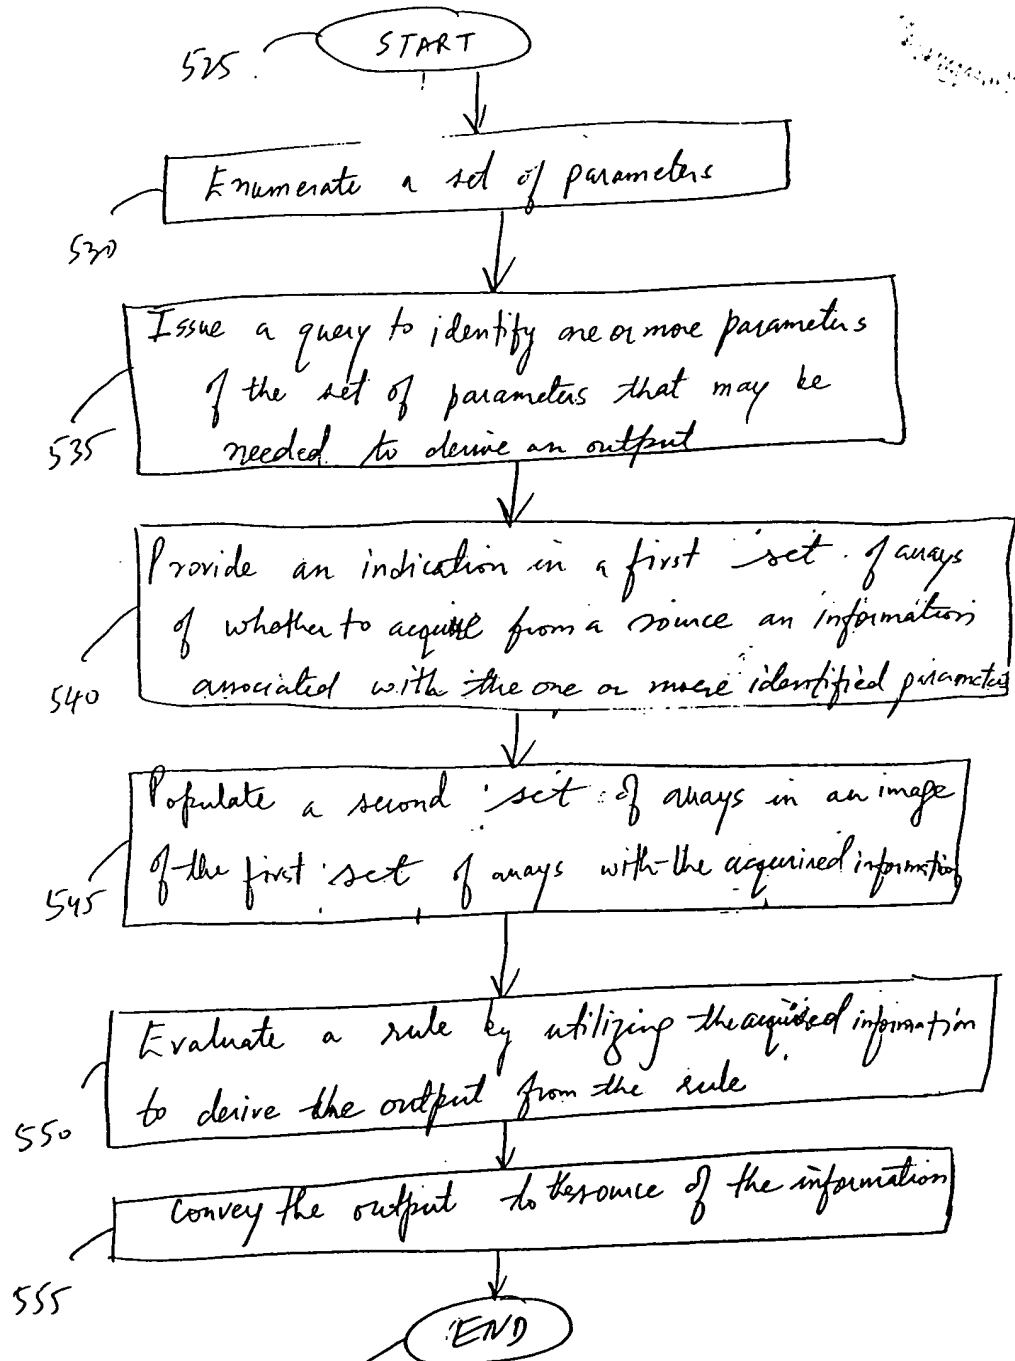 START
525
Enumerate a set of parameters
530
Issue a query to identify one or more parameters
of the set of parameters that may be
needed to derive an output
535
Provide an indication in a first set of arrays
of whether to acquire from a source an information
associated with the one or more identified parameters
540
Populate a second set of arrays in an image
of the first set of arrays with the acquired information
545
Evaluate a rule by utilizing the acquired information
to derive the output from the rule
550
Convey the output to the source of the information
555
END